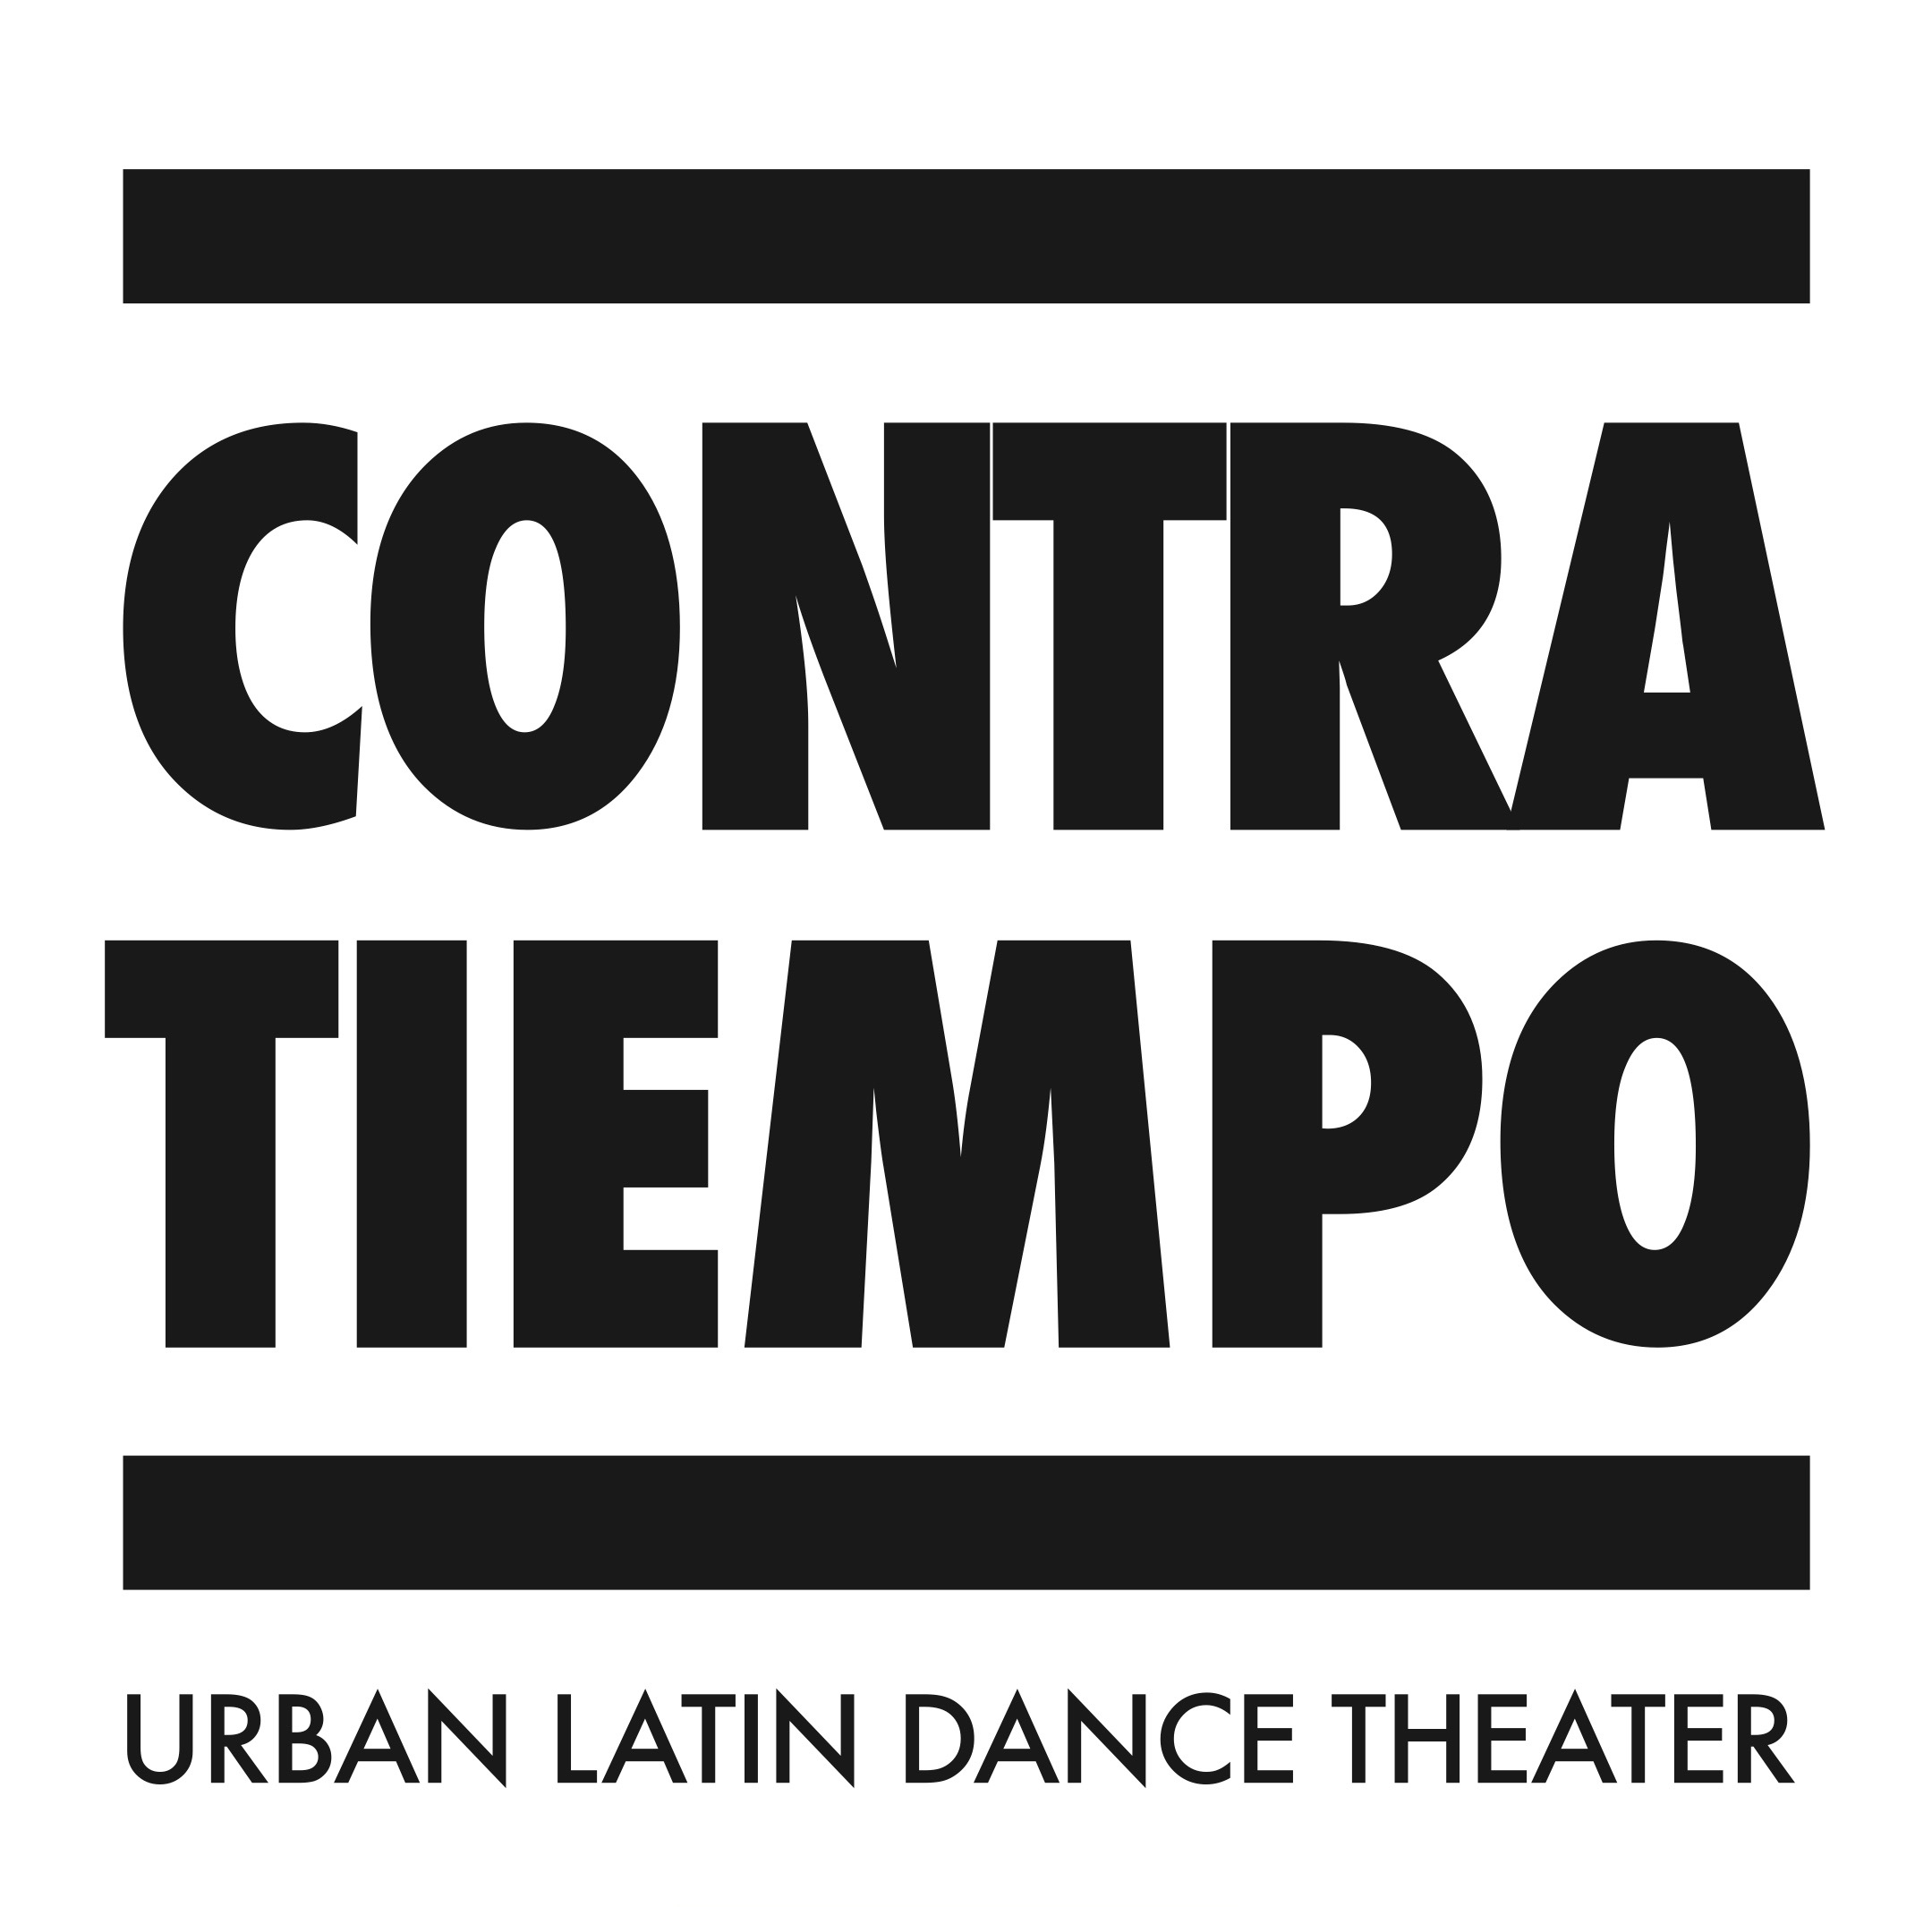 CONTRA
TIEMPO
URBAN LATIN DANCE THEATER